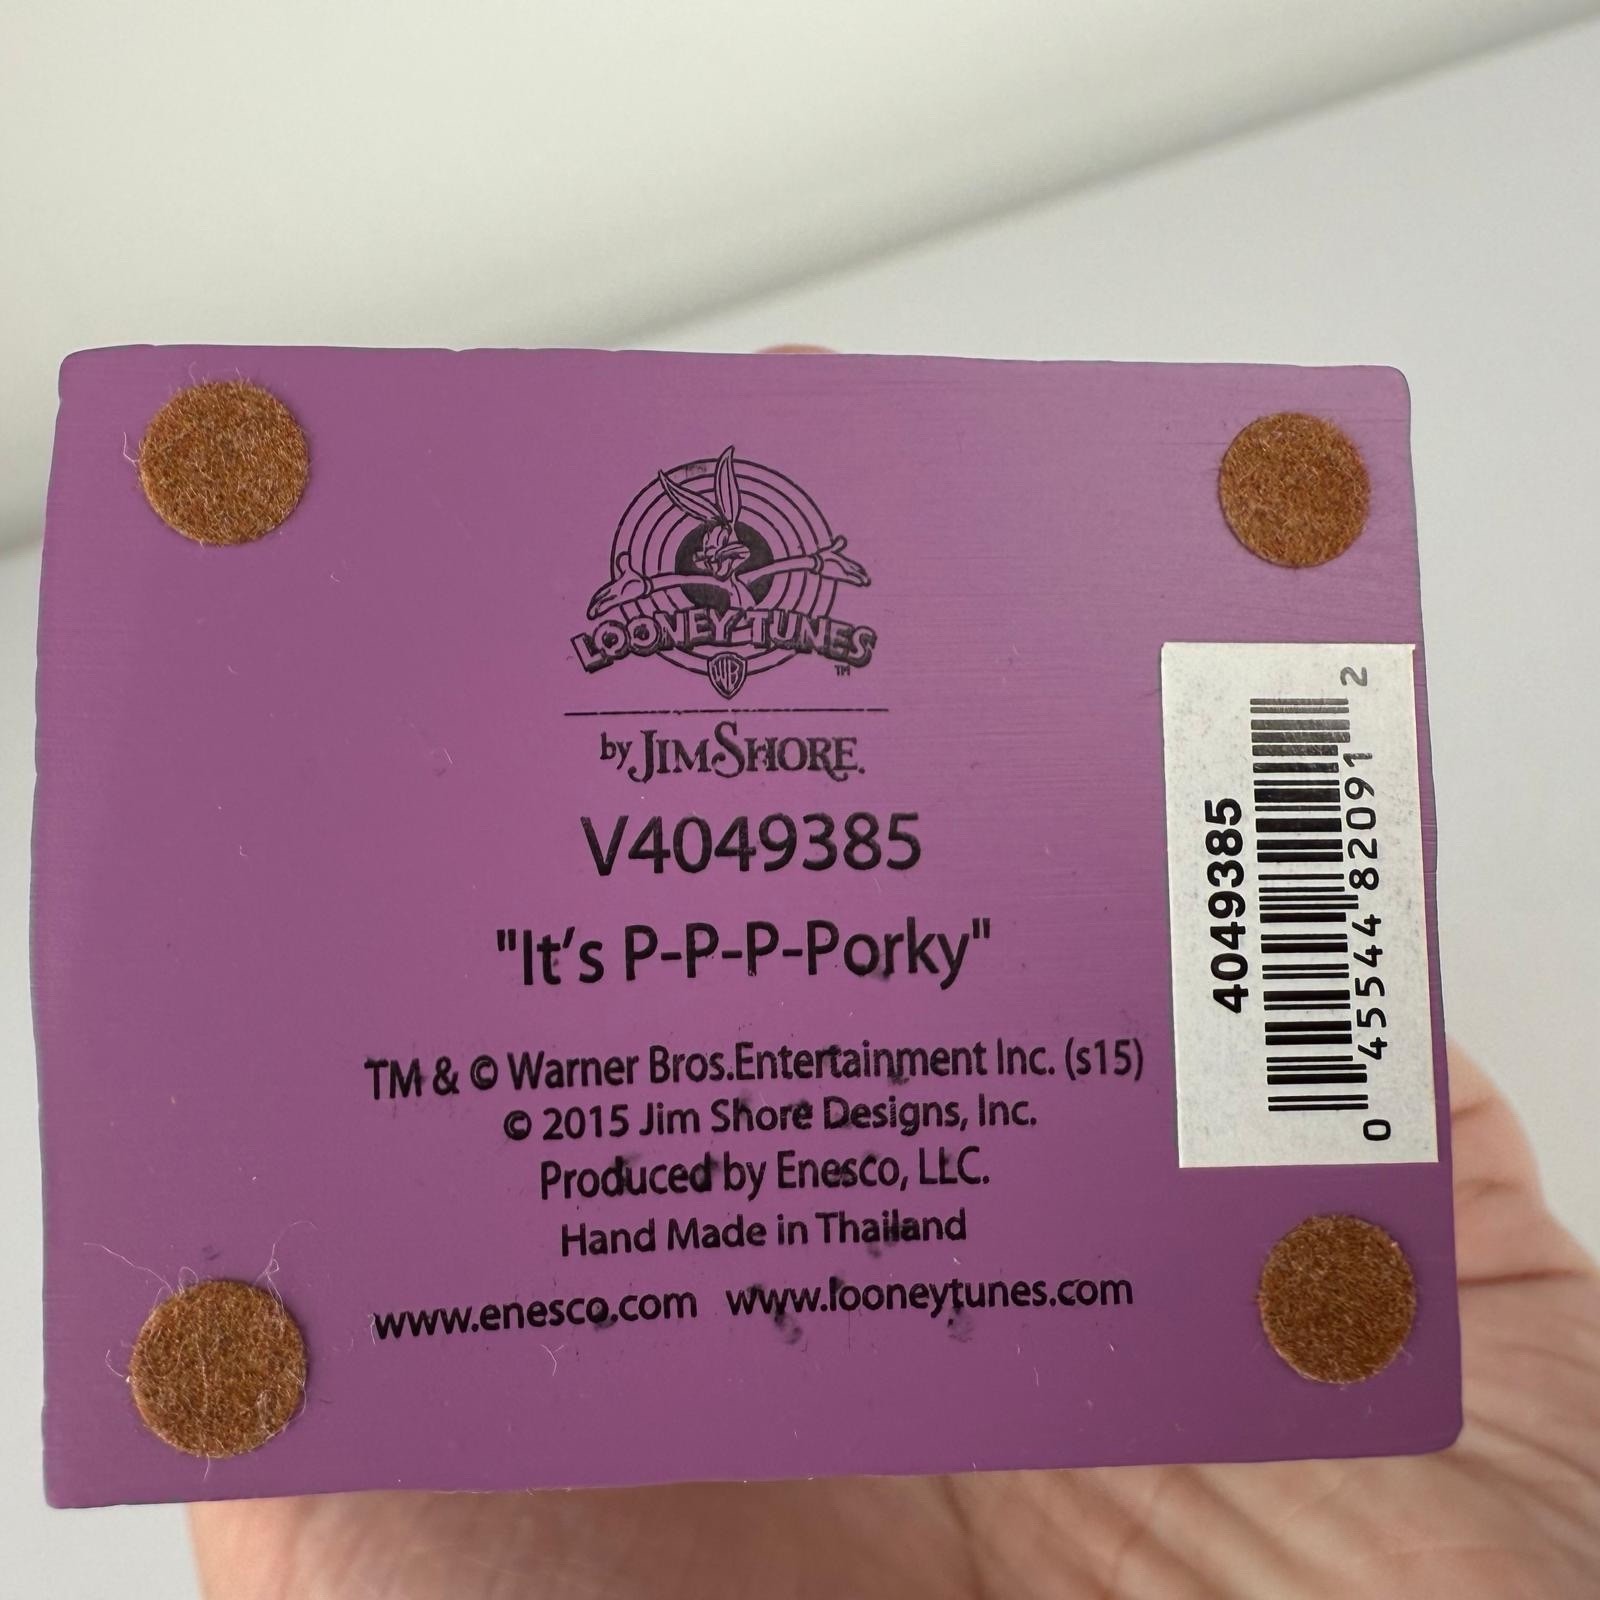 LOONEY TUNES
WB
TM
by JIM SHORE.
V4049385
"It's P-P-P-Porky"
TM & © Warner Bros.Entertainment Inc. (s15)
© 2015 Jim Shore Designs, Inc.
Produced by Enesco, LLC.
Hand Made in Thailand
www.enesco.com www.looneytunes.com
4049385
0 45544 82091 2